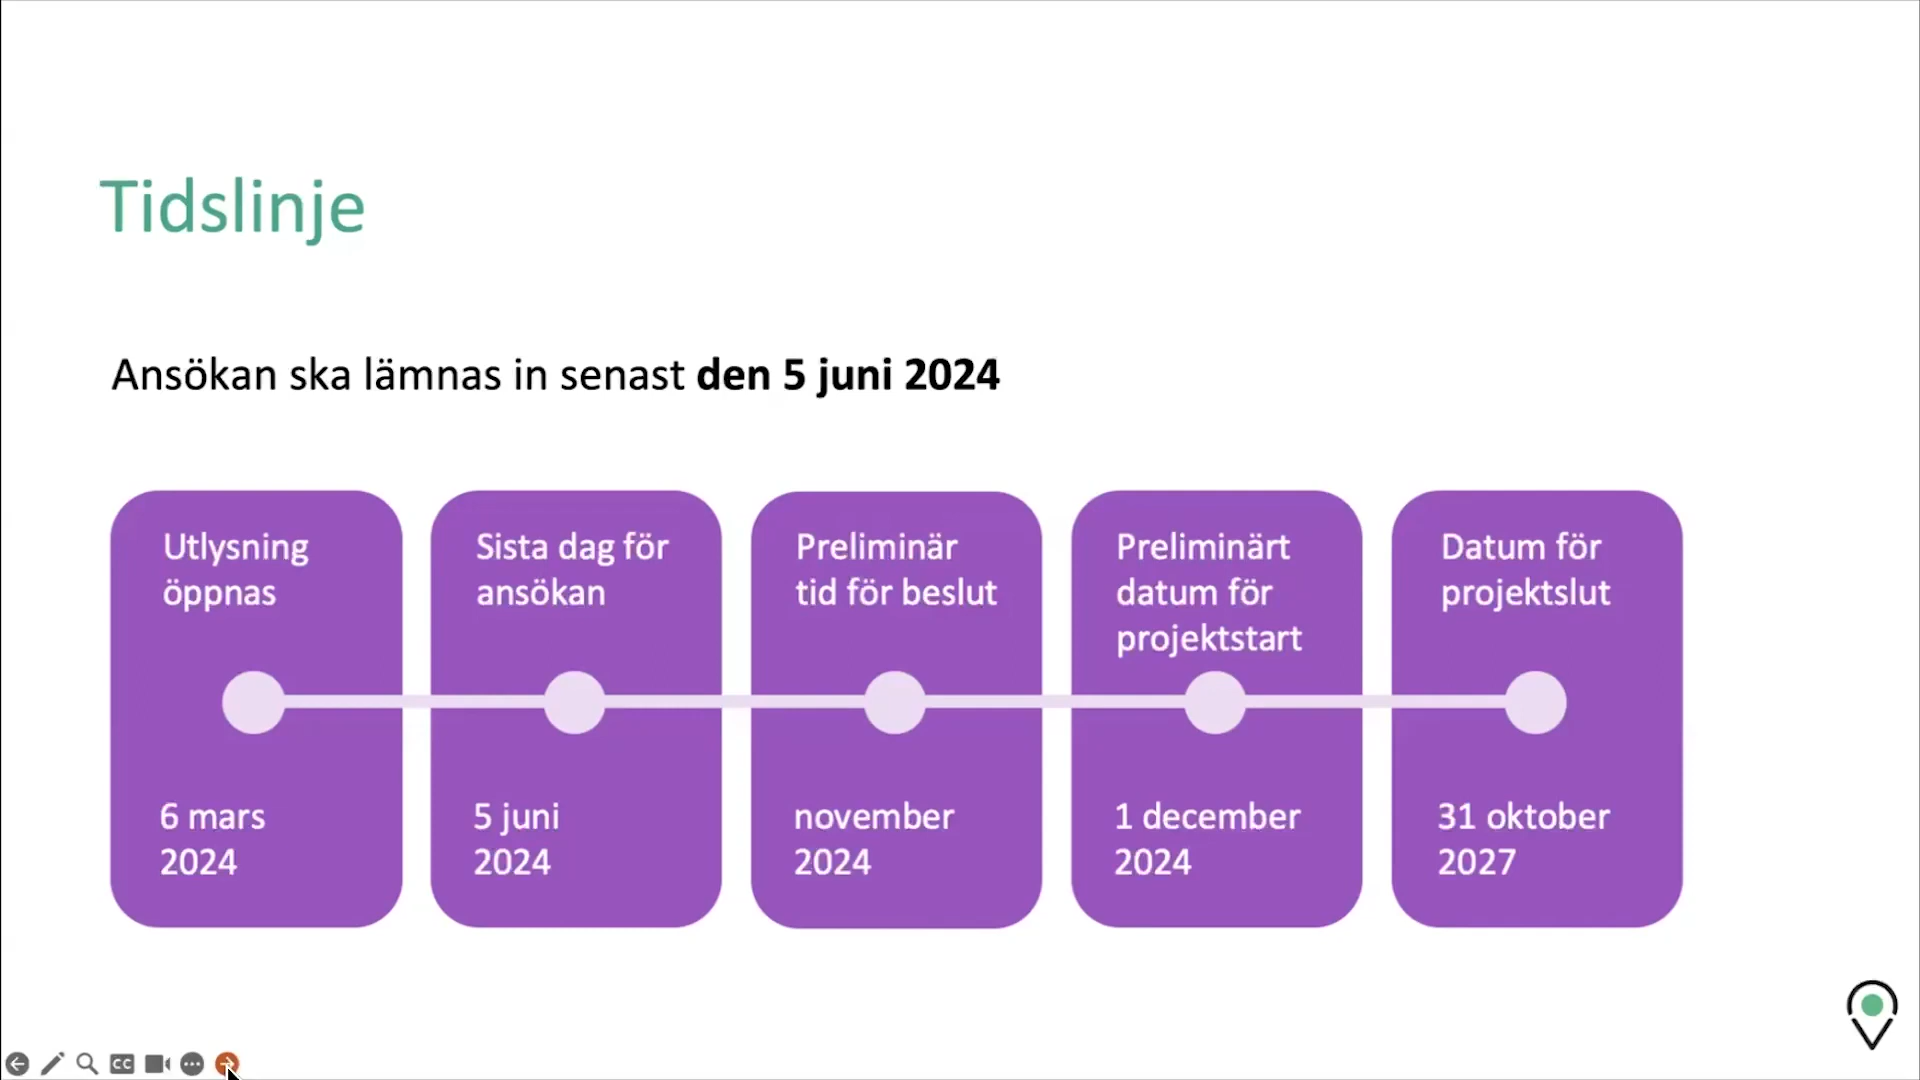 Tidslinje
Ansökan ska lämnas in senast den 5 juni 2024
Utlysning
öppnas
6 mars
2024
Sista dag för
ansökan
5 juni
2024
Preliminär
tid för beslut
november
2024
Preliminärt
datum för
projektstart
1 december
2024
Datum för
projektslut
31 oktober
2027
CC